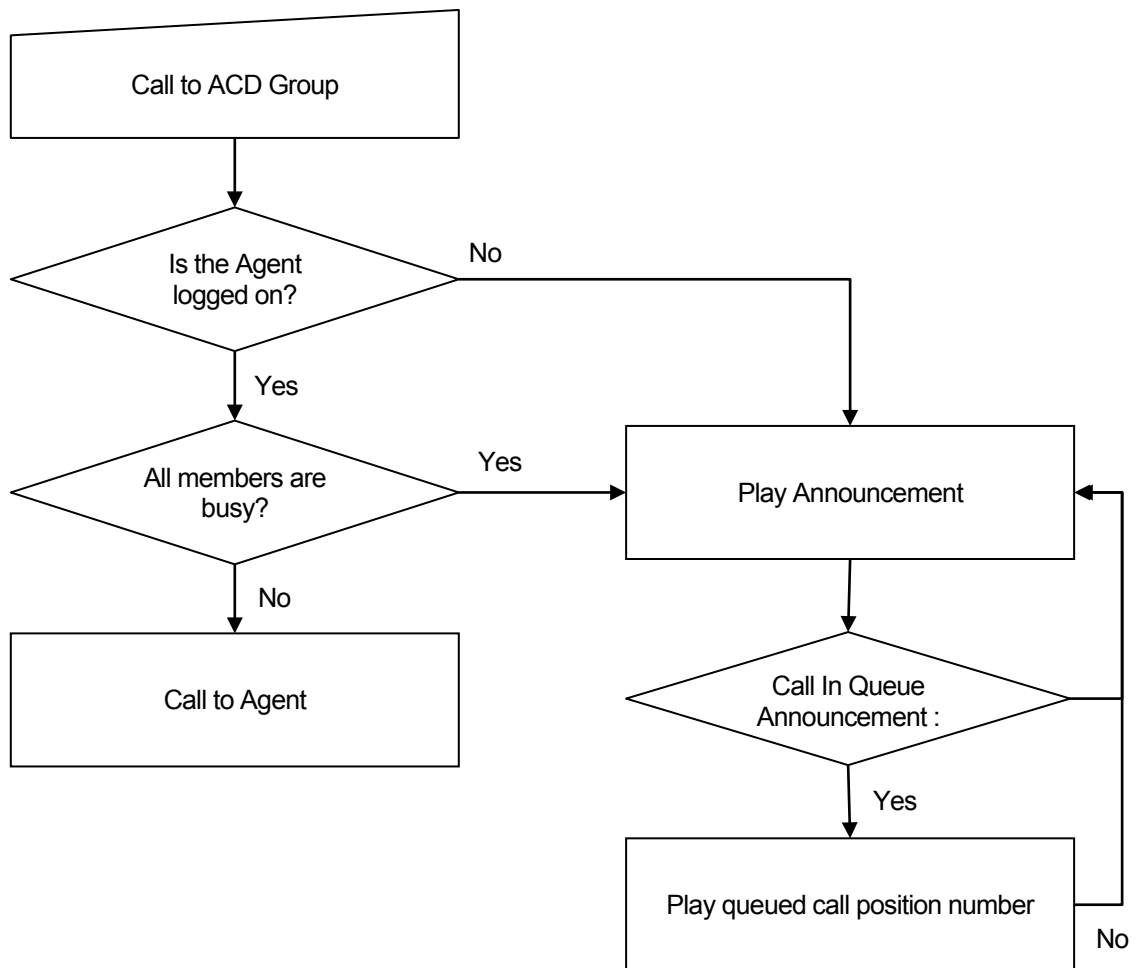 Call to ACD Group
Is the Agent
logged on?
No
Yes
All members are
busy?
Yes
Play Announcement
No
Call to Agent
Call In Queue
Announcement :
Yes
Play queued call position number
No